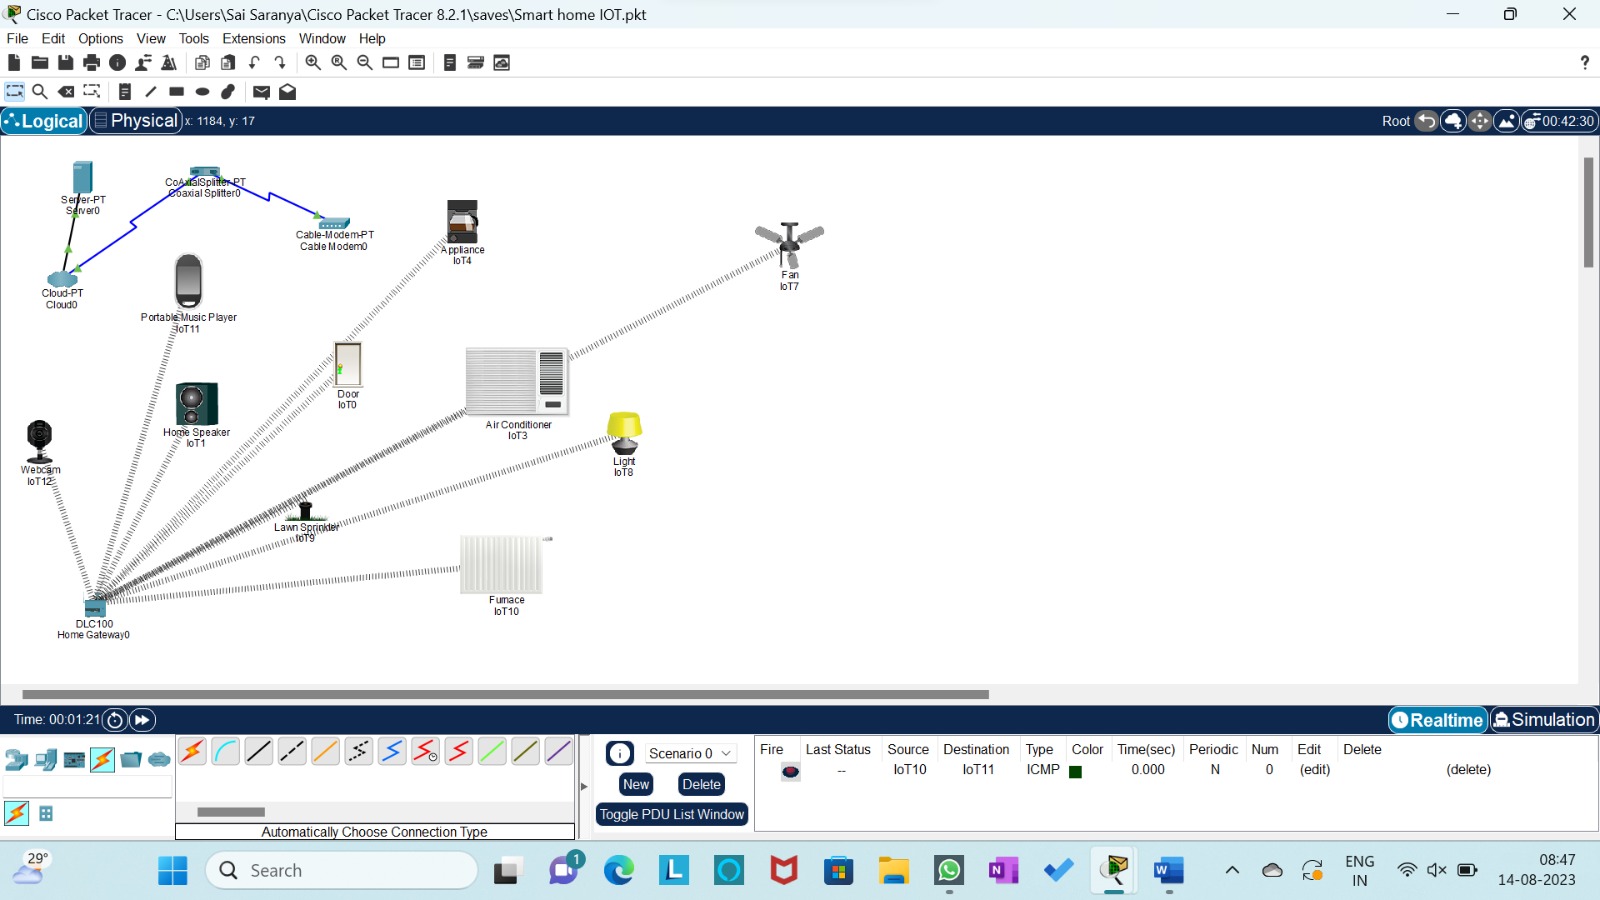 Cisco Packet Tracer - C:\Users\Sai Saranya\Cisco Packet Tracer 8.2.1\saves\Smart home IOT.pkt
File Edit Options View Tools Extensions Window Help
?
Logical Physical x: 1184, y: 17
Root 00:42:30
Server-PT
Server0
CoAxialSplitter-PT
Coaxial Splitter0
Cable-Modem-PT
Cable Modem0
Cloud-PT
Cloud0
Appliance
IoT4
Fan
IoT7
Portable Music Player
IoT11
Door
IoT0
Home Speaker
IoT1
Air Conditioner
IoT3
Webcam
IoT12
Light
IoT8
Lawn Sprinkler
IoT9
Furnace
IoT10
DLC100
Home Gateway0
Time: 00:01:21
Realtime Simulation
Scenario 0
New Delete
Toggle PDU List Window
Fire Last Status Source Destination Type Color Time(sec) Periodic Num Edit Delete
-- IoT10 IoT11 ICMP 0.000 N 0 (edit) (delete)
Automatically Choose Connection Type
29°
Search
1
L
N
W
ENG
IN
08:47
14-08-2023